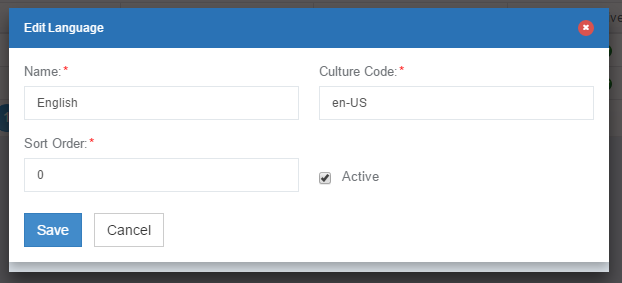 Edit Language
Name:*
Culture Code:*
English
en-US
Sort Order:*
0
Active
Save
Cancel